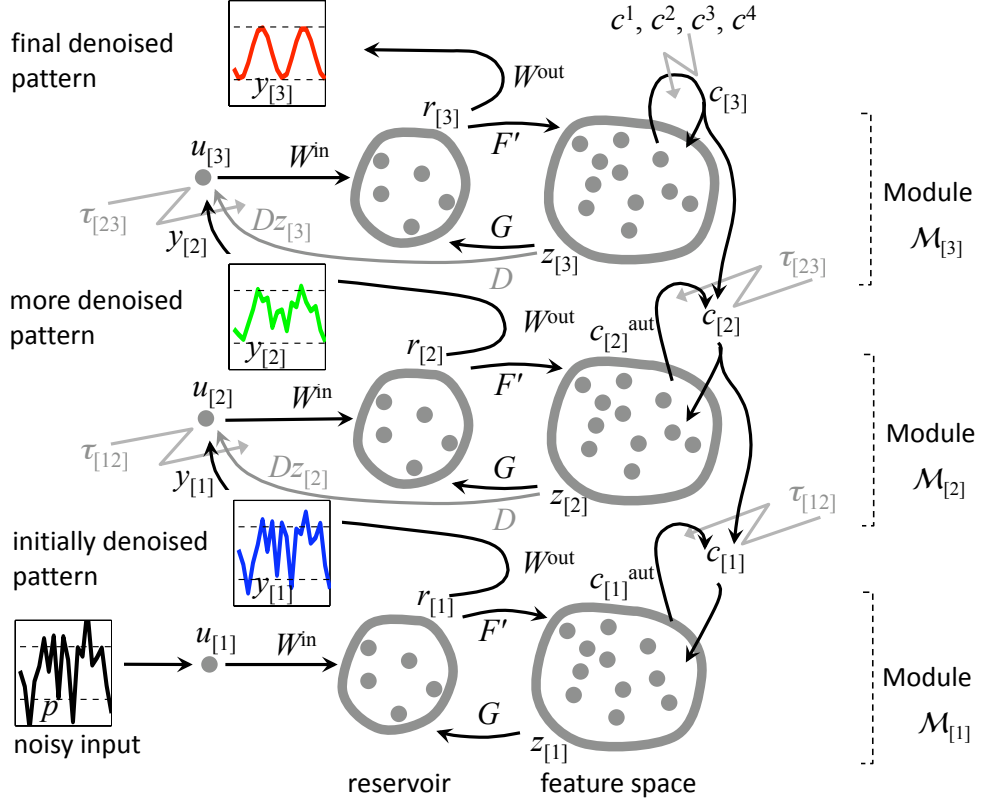 c^1, c^2, c^3, c^4
final denoised
pattern
y_[3]
W^out
c_[3]
r_[3]
F'
u_[3]
W^in
τ_[23]
y_[2]
Dz_[3]
G
z_[3]
D
Module
M_[3]
τ_[23]
more denoised
pattern
y_[2]
W^out
c_[2]^aut
c_[2]
r_[2]
F'
u_[2]
W^in
τ_[12]
y_[1]
Dz_[2]
G
z_[2]
D
Module
M_[2]
τ_[12]
initially denoised
pattern
y_[1]
W^out
c_[1]^aut
c_[1]
r_[1]
F'
u_[1]
W^in
p
noisy input
G
z_[1]
Module
M_[1]
reservoir
feature space